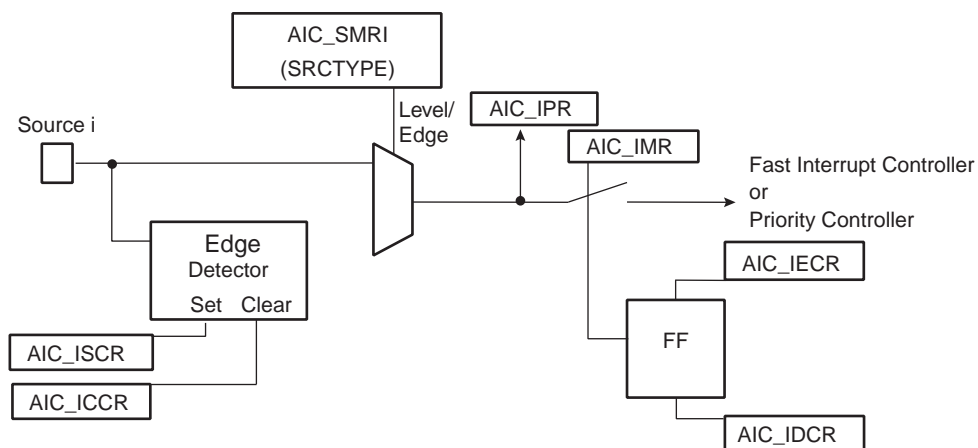 AIC_SMRI
(SRCTYPE)
Level/
Edge
AIC_IPR
Source i
AIC_IMR
Fast Interrupt Controller
or
Priority Controller
Edge
Detector
Set Clear
AIC_IECR
FF
AIC_ISCR
AIC_ICCR
AIC_IDCR